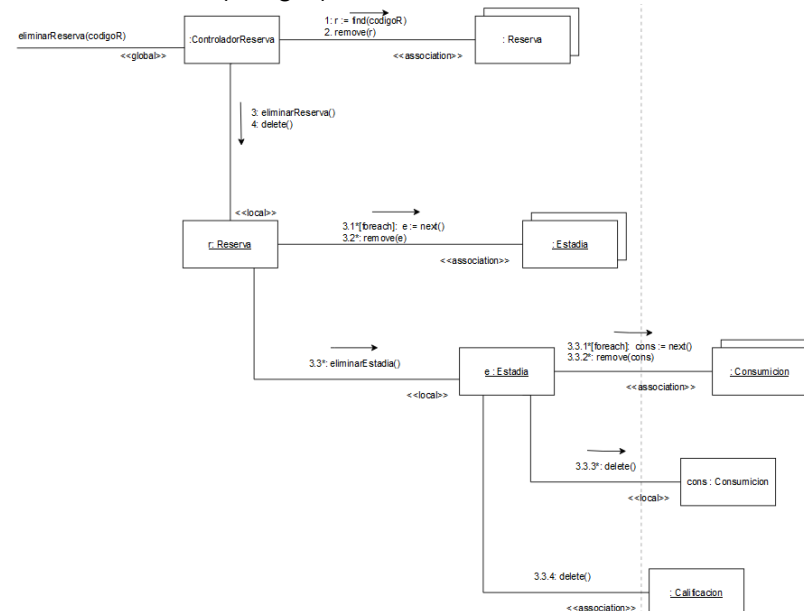 1: r := find(codigoR)
2. remove(r)
eliminarReserva(codigoR)
<<global>>
:ControladorReserva
<<association>>
: Reserva
3: eliminarReserva()
4: delete()
<<local>>
r: Reserva
3.1*[foreach]: e := next()
3.2*: remove(e)
<<association>>
: Estadia
3.3*: eliminarEstadia()
<<local>>
e : Estadia
3.3.1*[foreach]: cons := next()
3.3.2*: remove(cons)
<<association>>
: Consumicion
3.3.3*: delete()
<<local>>
cons : Consumicion
3.3.4: delete()
<<association>>
: Calificacion